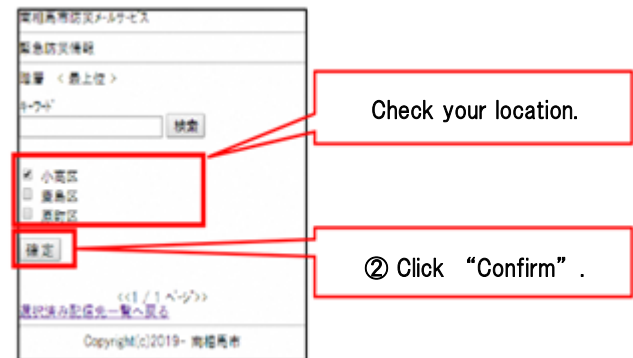 南相馬市防災メールサービス
緊急防災情報
階層 <最上位>
キーワード
検索
小高区
鹿島区
原町区
確定
<<1 / 1 ページ>>
選択済み配信先一覧へ戻る
Copyright(c)2019- 南相馬市
Check your location.
② Click “Confirm”.